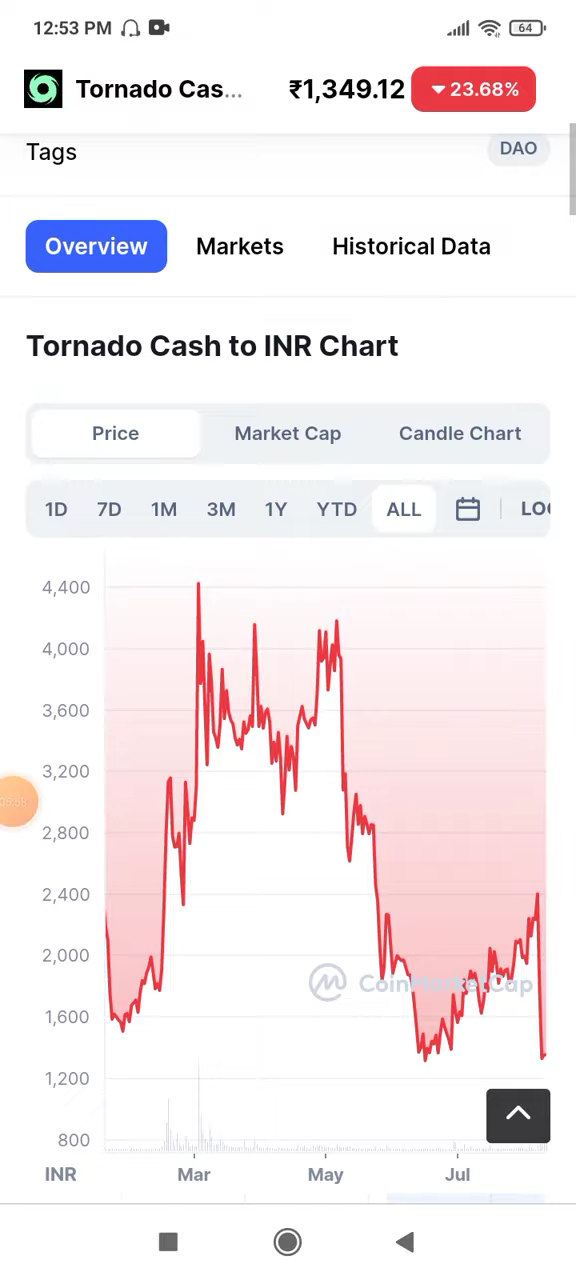 12:53 PM 64
Tornado Cas... ₹1,349.12 23.68%
Tags DAO
Overview Markets Historical Data
Tornado Cash to INR Chart
Price Market Cap Candle Chart
1D 7D 1M 3M 1Y YTD ALL LO
4,400
4,000
3,600
3,200
2,800
2,400
2,000
CoinMarketCap
1,600
1,200
800
INR Mar May Jul